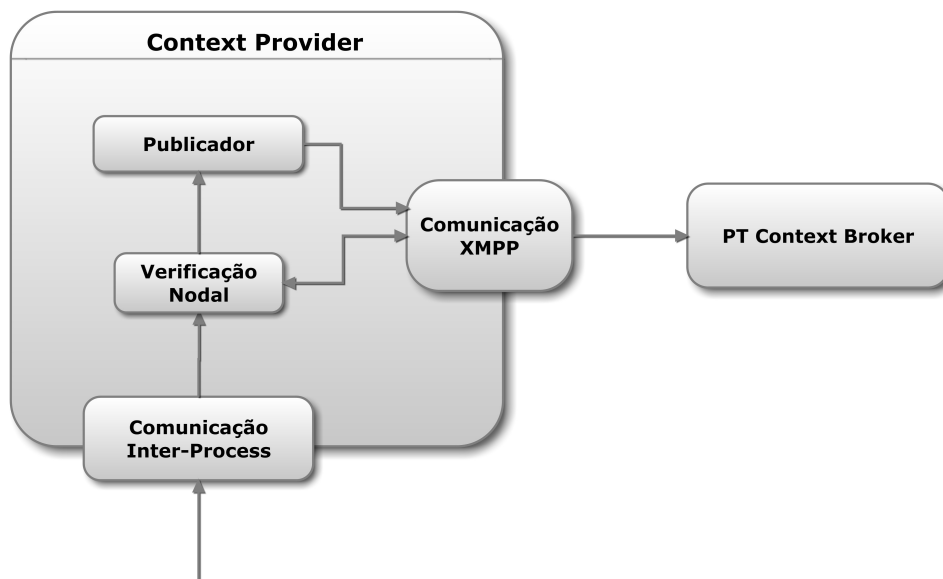 Context Provider
Publicador
Comunicação
XMPP
PT Context Broker
Verificação
Nodal
Comunicação
Inter-Process